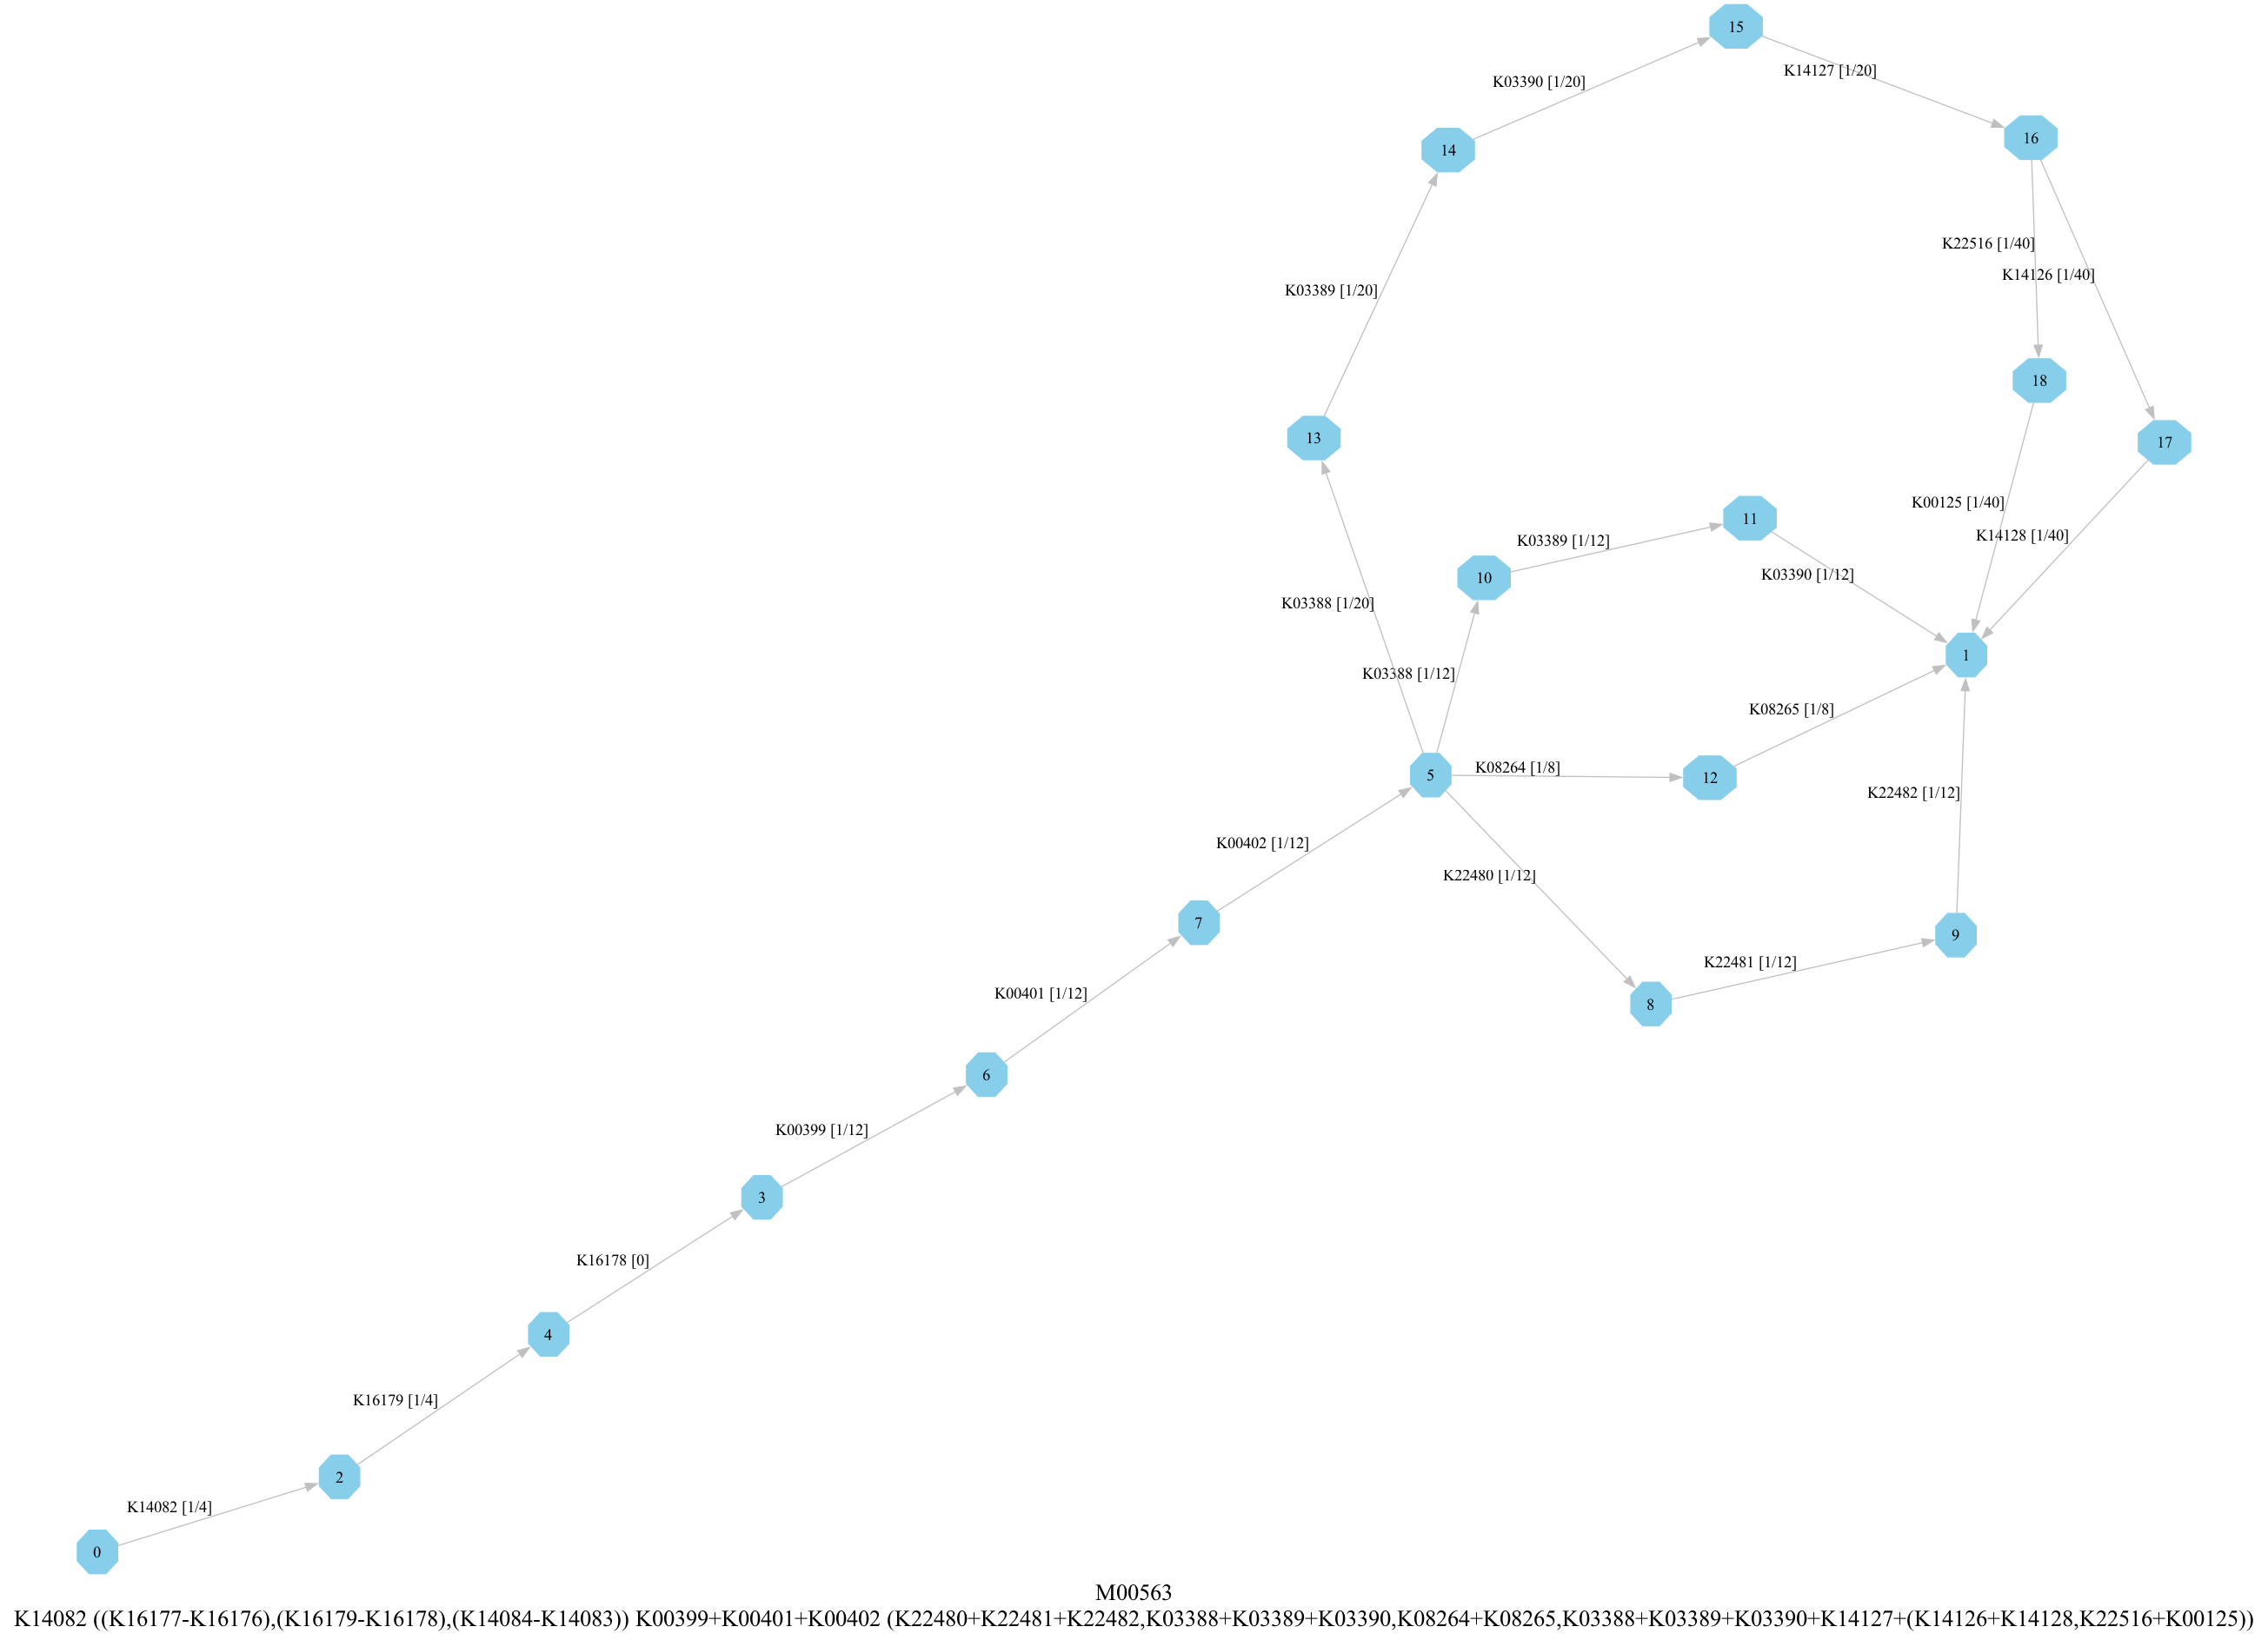 15
K14127 [1/20]
K03390 [1/20]
16
14
K22516 [1/40]
K14126 [1/40]
K03389 [1/20]
18
13
17
K00125 [1/40]
11
K14128 [1/40]
K03389 [1/12]
10
K03390 [1/12]
K03388 [1/20]
1
K03388 [1/12]
K08265 [1/8]
K08264 [1/8]
5
12
K22482 [1/12]
K00402 [1/12]
K22480 [1/12]
7
9
K22481 [1/12]
K00401 [1/12]
8
6
K00399 [1/12]
3
K16178 [0]
4
K16179 [1/4]
2
K14082 [1/4]
0
M00563
K14082 ((K16177-K16176),(K16179-K16178),(K14084-K14083)) K00399+K00401+K00402 (K22480+K22481+K22482,K03388+K03389+K03390,K08264+K08265,K03388+K03389+K03390+K14127+(K14126+K14128,K22516+K00125))